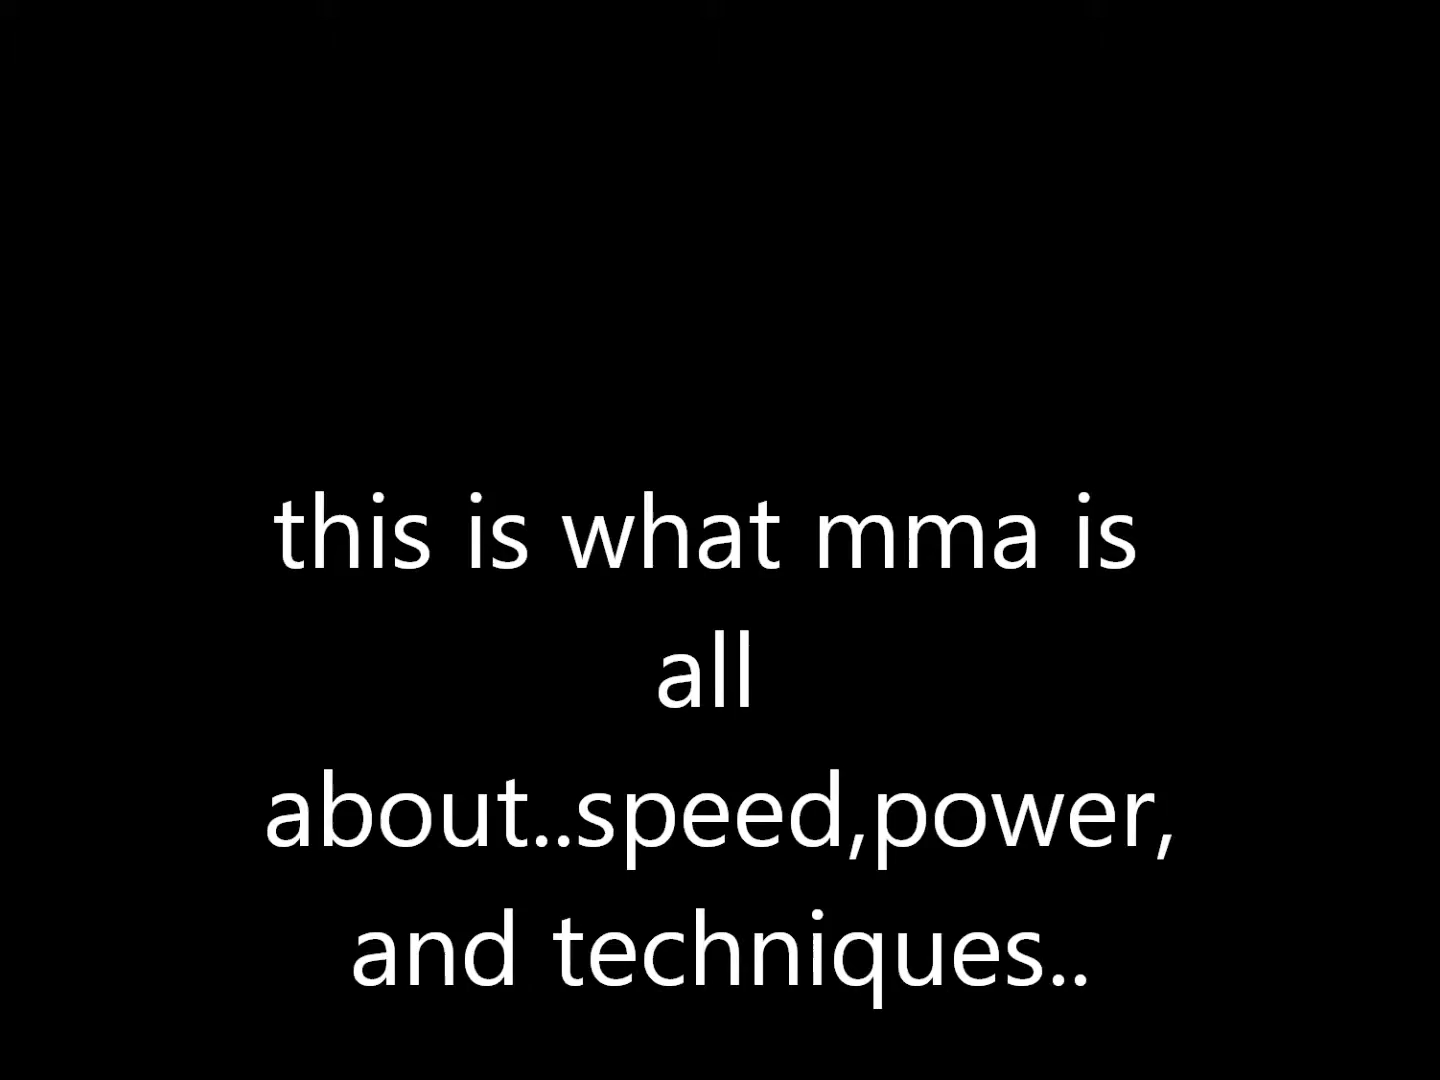 this is what mma is
all
about..speed,power,
and techniques..